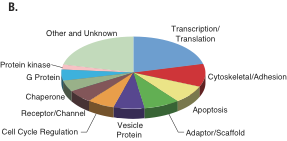 B.
Transcription/
Translation
Other and Unknown
Protein kinase
Cytoskeletal/Adhesion
G Protein
Chaperone
Apoptosis
Receptor/Channel
Vesicle
Protein
Cell Cycle Regulation
Adaptor/Scaffold